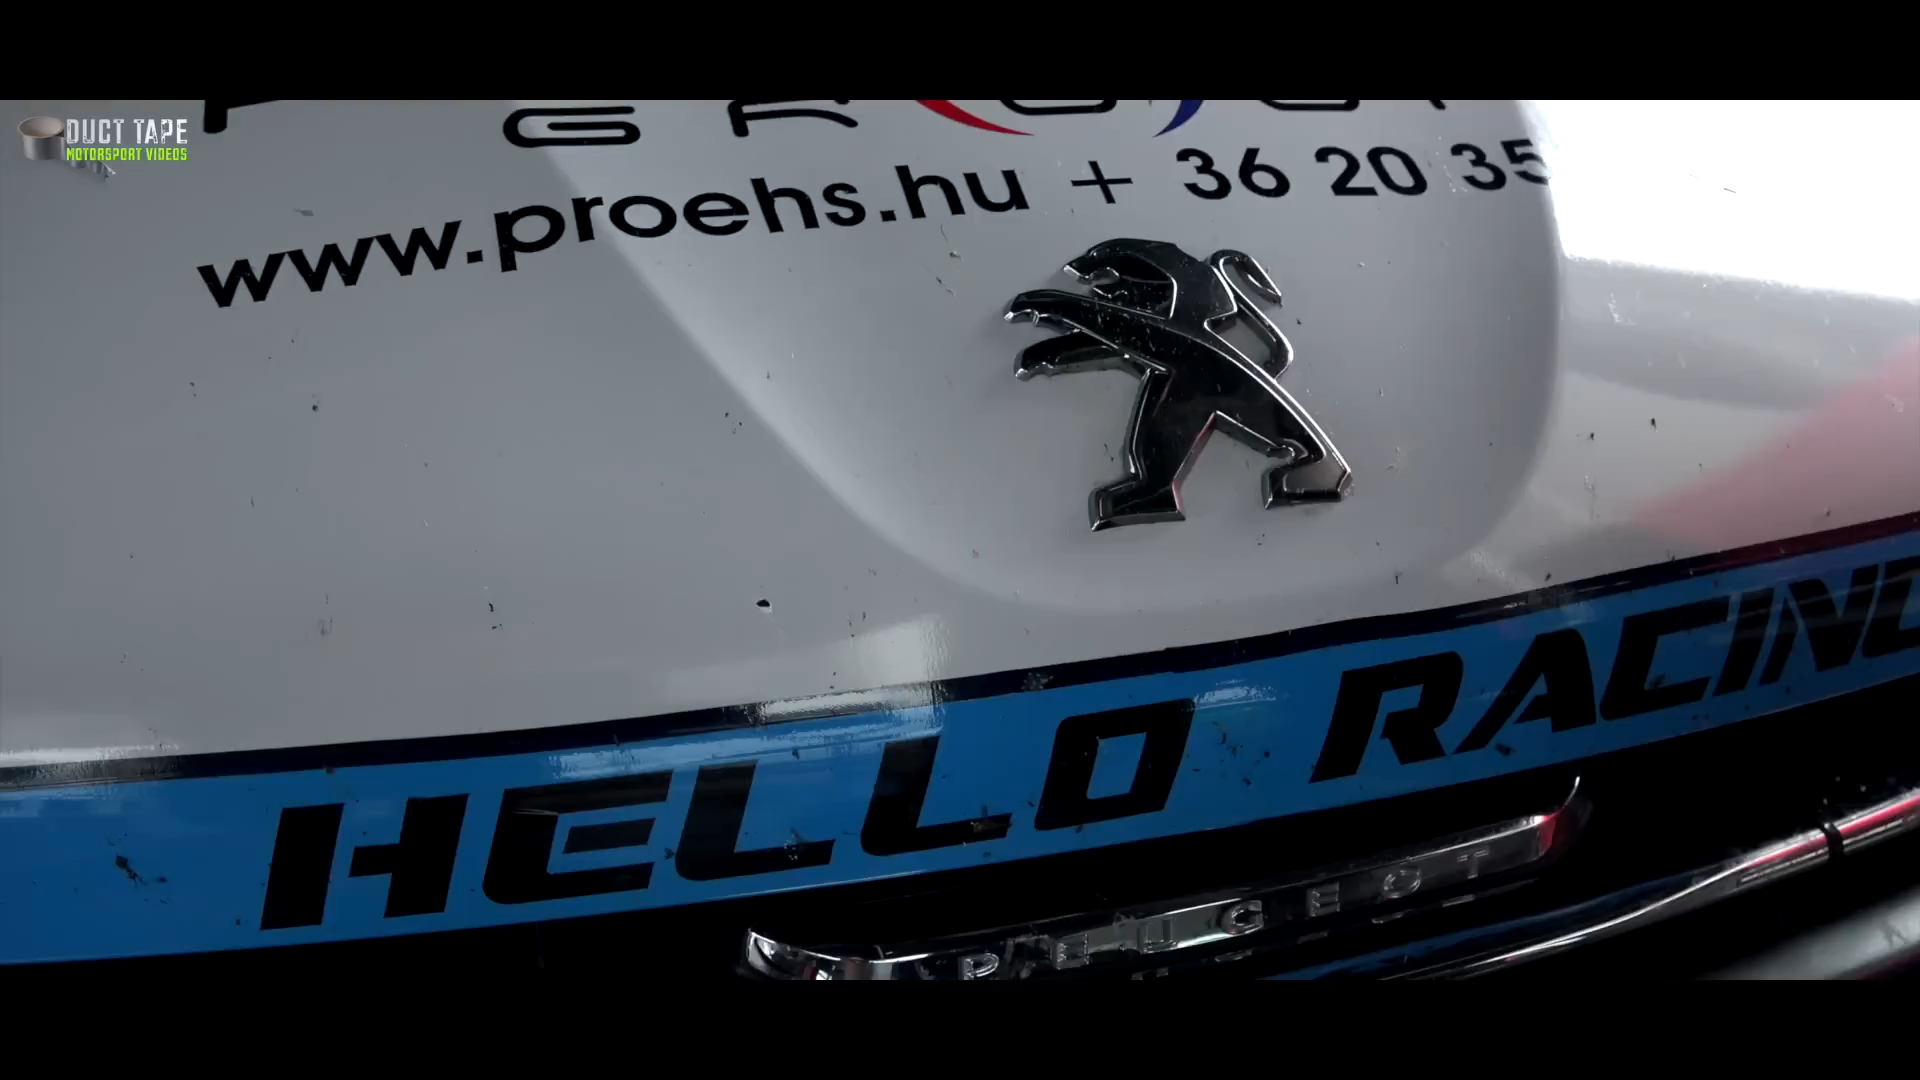 DUCT TAPE
MOTORSPORT VIDEOS
www.proehs.hu + 36 20 35
HELLO RACING
PEUGEOT